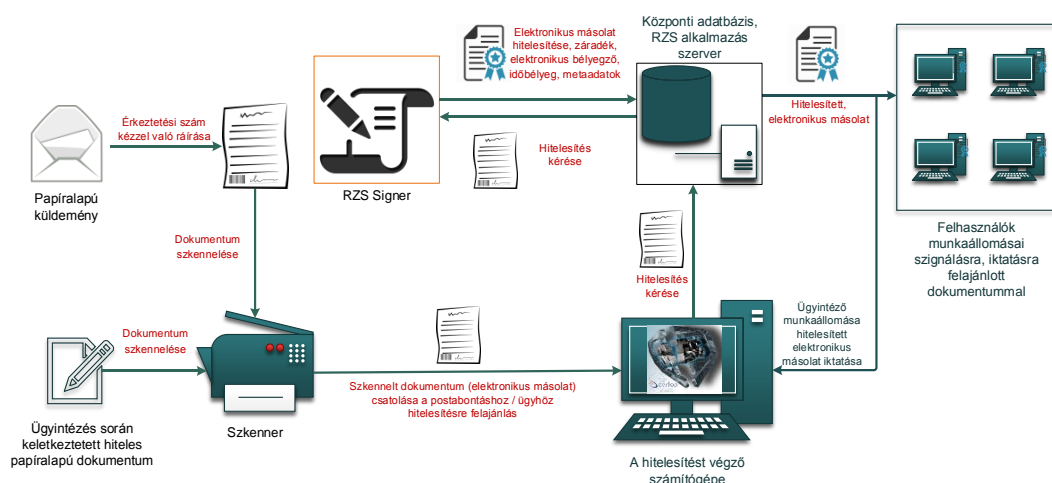 Elektronikus másolat
hitelesítése, záradék,
elektronikus bélyegző,
időbélyeg, metaadatok
Központi adatbázis,
RZS alkalmazás
szerver
Érkeztetési szám
kézzel való ráírása
Hitelesített,
elektronikus másolat
Hitelesítés
kérése
Papíralapú
küldemény
RZS Signer
Felhasználók
munkaállomásai
szignálásra, iktatásra
felajánlott
dokumentummal
Dokumentum
szkennelése
Hitelesítés
kérése
Dokumentum
szkennelése
Ügyintéző
munkaállomása
hitelesített
elektronikus
másolat iktatása
Szkennelt dokumentum (elektronikus másolat)
csatolása a postabontáshoz / ügyhöz
hitelesítésre felajánlás
Ügyintézés során
keletkeztetett hiteles
papíralapú dokumentum
Szkenner
A hitelesítést végző
számítógépe